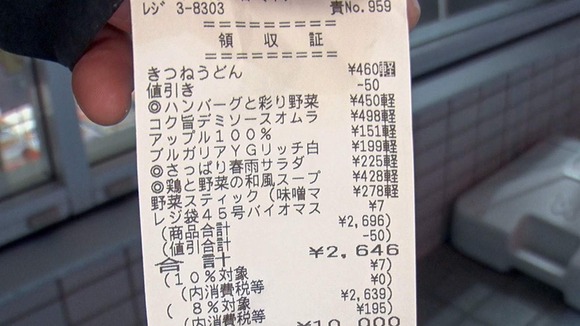 レジ 3-8303 責No.959
=========
領収証
=========
きつねうどん ¥460軽
値引き -50
◎ハンバーグと彩り野菜 ¥450軽
コク旨デミソースオムラ ¥498軽
アップル100% ¥151軽
ブルガリアYGリッチ白 ¥199軽
◎さっぱり春雨サラダ ¥225軽
◎鶏と野菜の和風スープ ¥428軽
野菜スティック(味噌マ ¥278軽
レジ袋45号バイオマス ¥7
(商品合計 ¥2,696)
(値引合計 -50)
合 計 ¥2,646
(10%対象 ¥7)
(内消費税等 ¥0)
( 8%対象 ¥2,639)
(内消費税等 ¥195)
¥10,000